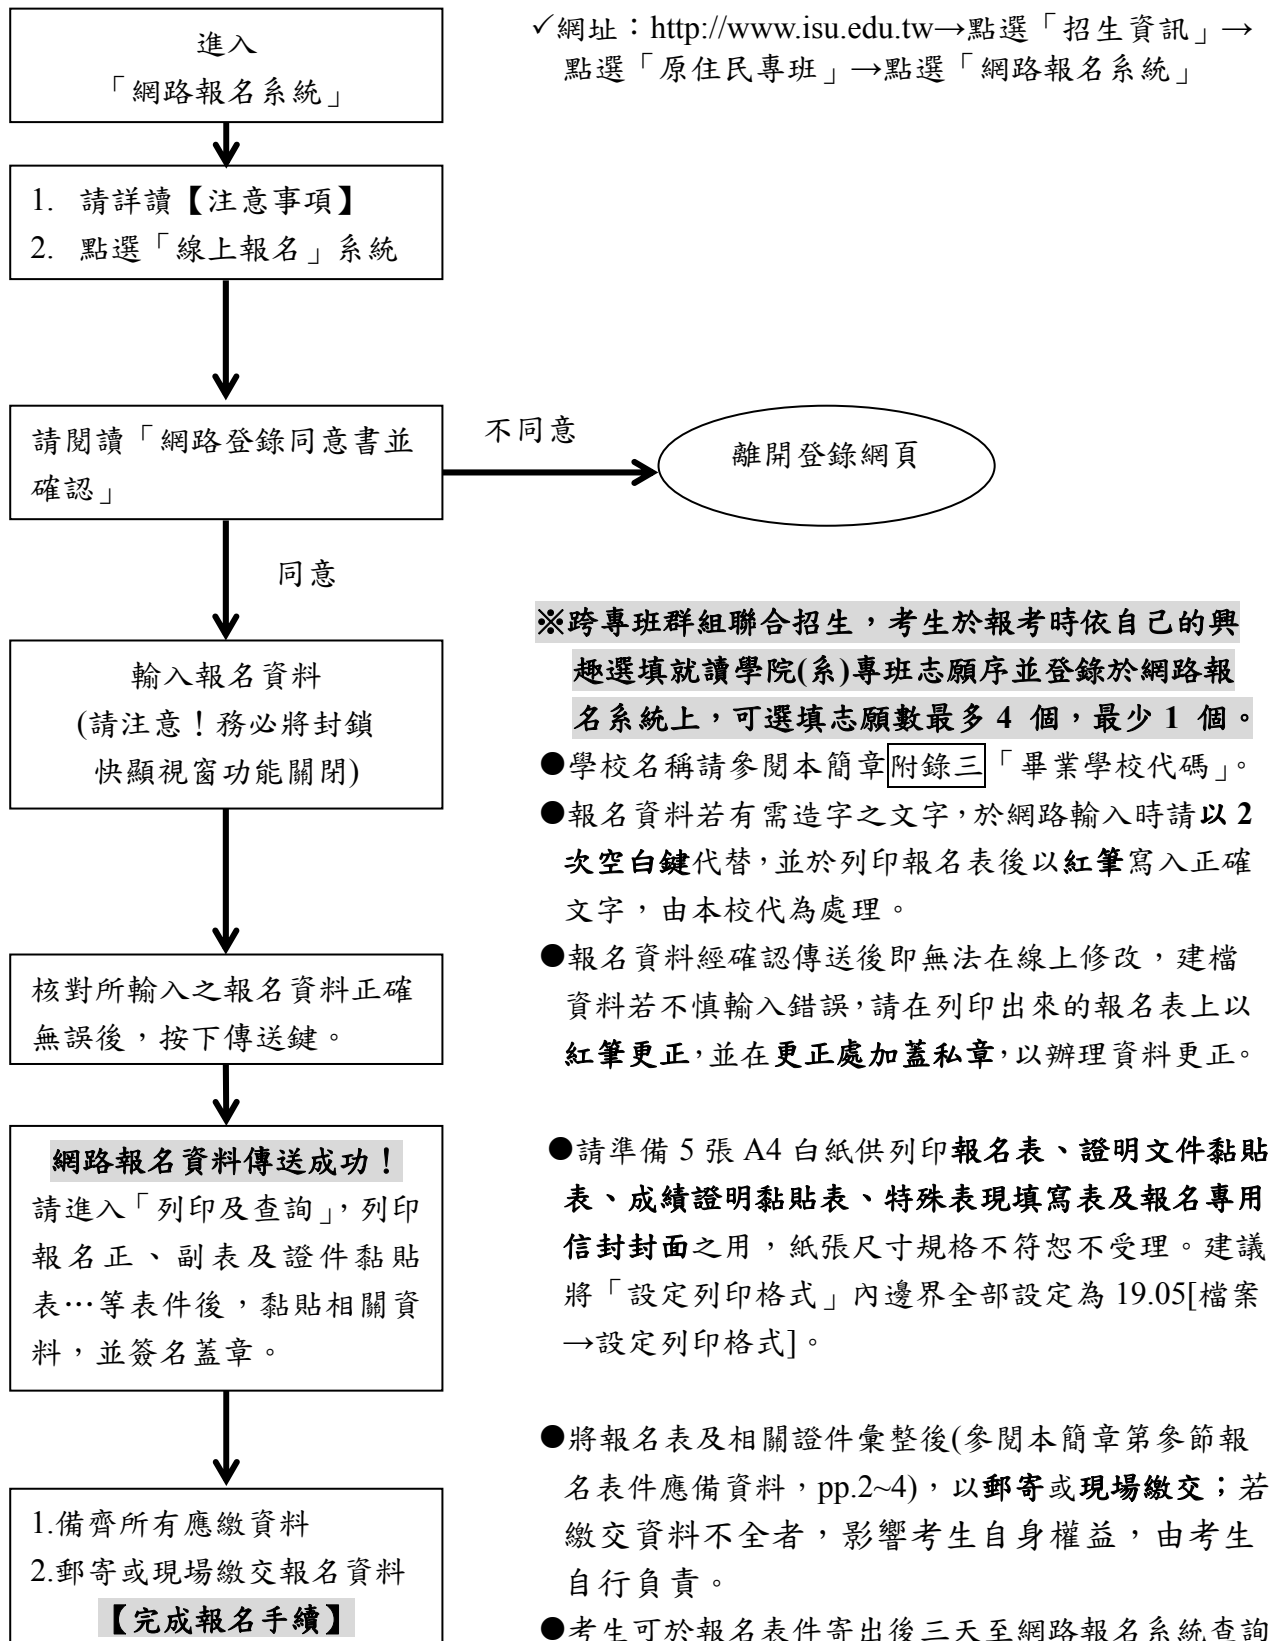 進入
「網路報名系統」
✓網址：http://www.isu.edu.tw→點選「招生資訊」→
點選「原住民專班」→點選「網路報名系統」
1. 請詳讀【注意事項】
2. 點選「線上報名」系統
請閱讀「網路登錄同意書並
確認」
不同意
離開登錄網頁
同意
輸入報名資料
(請注意！務必將封鎖
快顯視窗功能關閉)
※跨專班群組聯合招生，考生於報考時依自己的興
趣選填就讀學院(系)專班志願序並登錄於網路報
名系統上，可選填志願數最多 4 個，最少 1 個。
●學校名稱請參閱本簡章附錄三「畢業學校代碼」。
●報名資料若有需造字之文字，於網路輸入時請以 2
次空白鍵代替，並於列印報名表後以紅筆寫入正確
文字，由本校代為處理。
●報名資料經確認傳送後即無法在線上修改，建檔
資料若不慎輸入錯誤，請在列印出來的報名表上以
紅筆更正，並在更正處加蓋私章，以辦理資料更正。
核對所輸入之報名資料正確
無誤後，按下傳送鍵。
網路報名資料傳送成功！
請進入「列印及查詢」，列印
報名正、副表及證件黏貼
表…等表件後，黏貼相關資
料，並簽名蓋章。
●請準備 5 張 A4 白紙供列印報名表、證明文件黏貼
表、成績證明黏貼表、特殊表現填寫表及報名專用
信封封面之用，紙張尺寸規格不符恕不受理。建議
將「設定列印格式」內邊界全部設定為 19.05[檔案
→設定列印格式]。
1.備齊所有應繳資料
2.郵寄或現場繳交報名資料
【完成報名手續】
●將報名表及相關證件彙整後(參閱本簡章第參節報
名表件應備資料，pp.2~4)，以郵寄或現場繳交；若
繳交資料不全者，影響考生自身權益，由考生
自行負責。
●考生可於報名表件寄出後三天至網路報名系統查詢